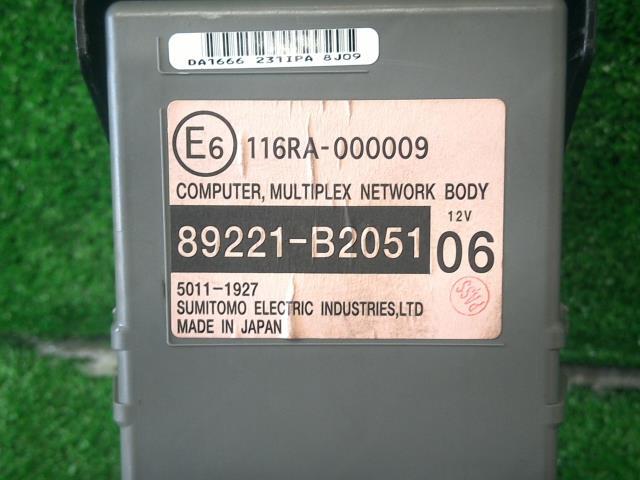 DA1666 231IPA 8J09
E6 116RA-000009
COMPUTER, MULTIPLEX NETWORK BODY
12V
89221-B2051 06
5011-1927
SUMITOMO ELECTRIC INDUSTRIES,LTD
MADE IN JAPAN
PASS